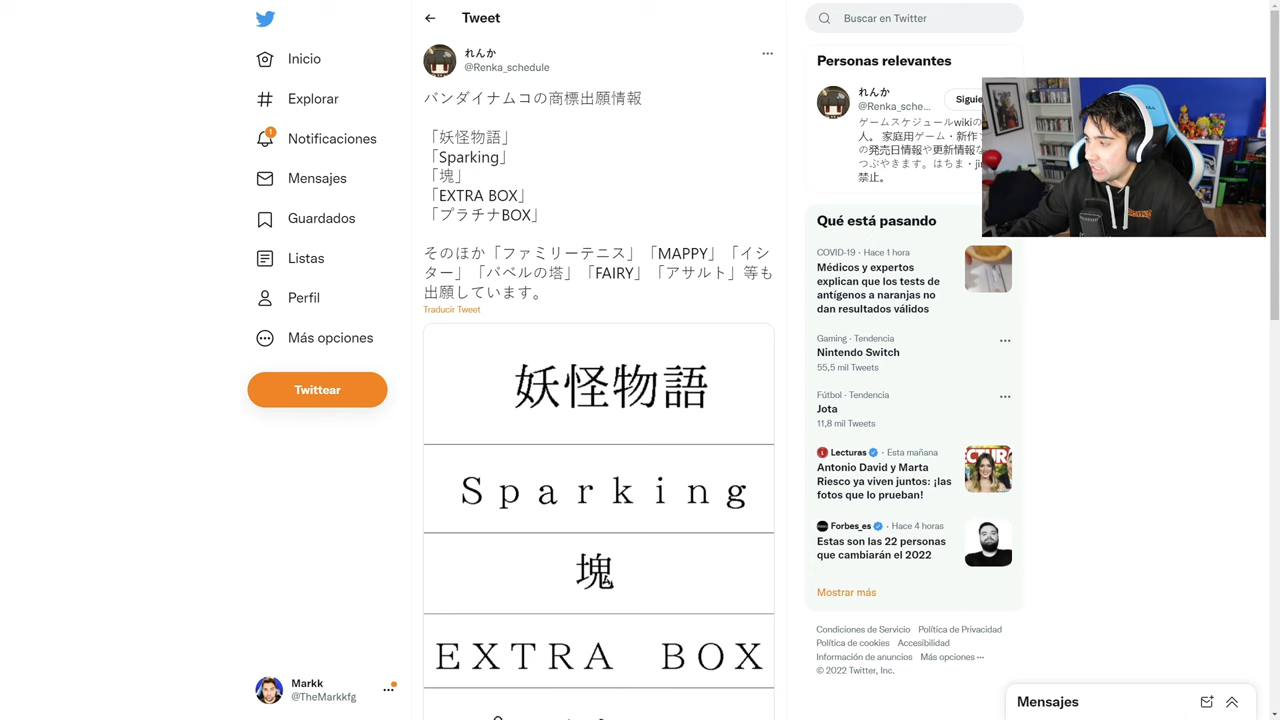 Inicio
Explorar
1
Notificaciones
Mensajes
Guardados
Listas
Perfil
Más opciones
Twittear
Markk
@TheMarkkfg
Tweet
れんか
@Renka_schedule
バンダイナムコの商標出願情報
「妖怪物語」
「Sparking」
「塊」
「EXTRA BOX」
「プラチナBOX」
そのほか「ファミリーテニス」「MAPPY」「イシ
ター」「バベルの塔」「FAIRY」「アサルト」等も
出願しています。
Traducir Tweet
妖怪物語
Sparking
塊
EXTRA BOX
Buscar en Twitter
Personas relevantes
れんか
@Renka_sche...
Siguie
ゲームスケジュールwikiの
人。 家庭用ゲーム・新作
の発売日情報や更新情報な
つぶやきます。はちま・ji
禁止。
Qué está pasando
COVID-19 · Hace 1 hora
Médicos y expertos
explican que los tests de
antígenos a naranjas no
dan resultados válidos
Gaming · Tendencia
Nintendo Switch
55,5 mil Tweets
Fútbol · Tendencia
Jota
11,8 mil Tweets
Lecturas · Esta mañana
Antonio David y Marta
Riesco ya viven juntos: ¡las
fotos que lo prueban!
Forbes_es · Hace 4 horas
Estas son las 22 personas
que cambiarán el 2022
Mostrar más
Condiciones de Servicio Política de Privacidad
Política de cookies Accesibilidad
Información de anuncios Más opciones ···
© 2022 Twitter, Inc.
Mensajes